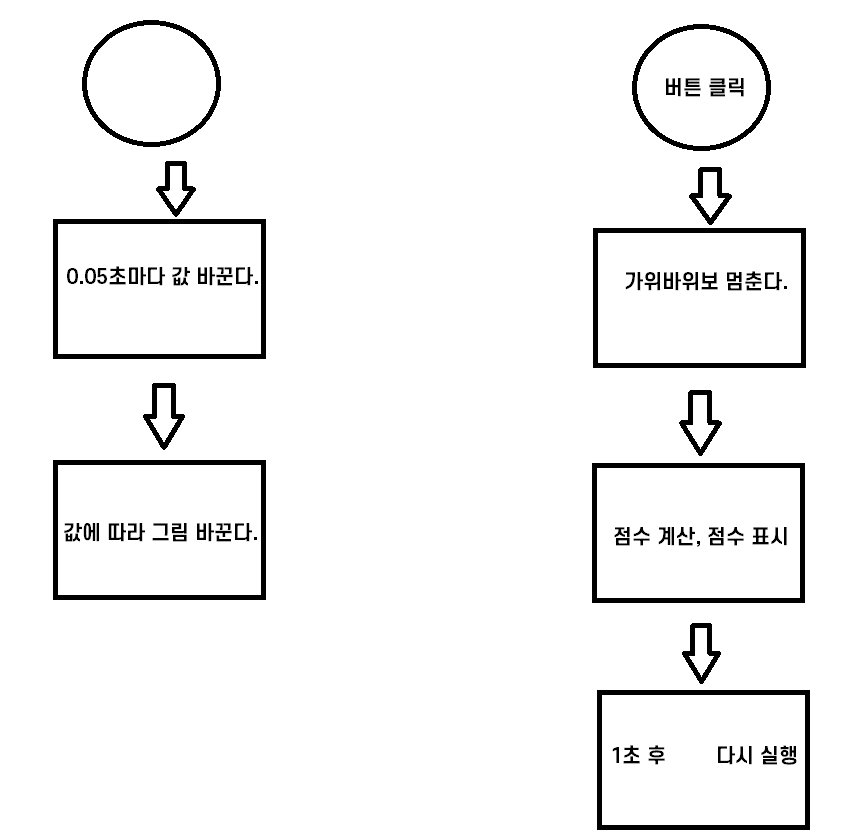 0.05초마다 값 바꾼다.
값에 따라 그림 바꾼다.
버튼 클릭
가위바위보 멈춘다.
점수 계산, 점수 표시
1초 후 다시 실행